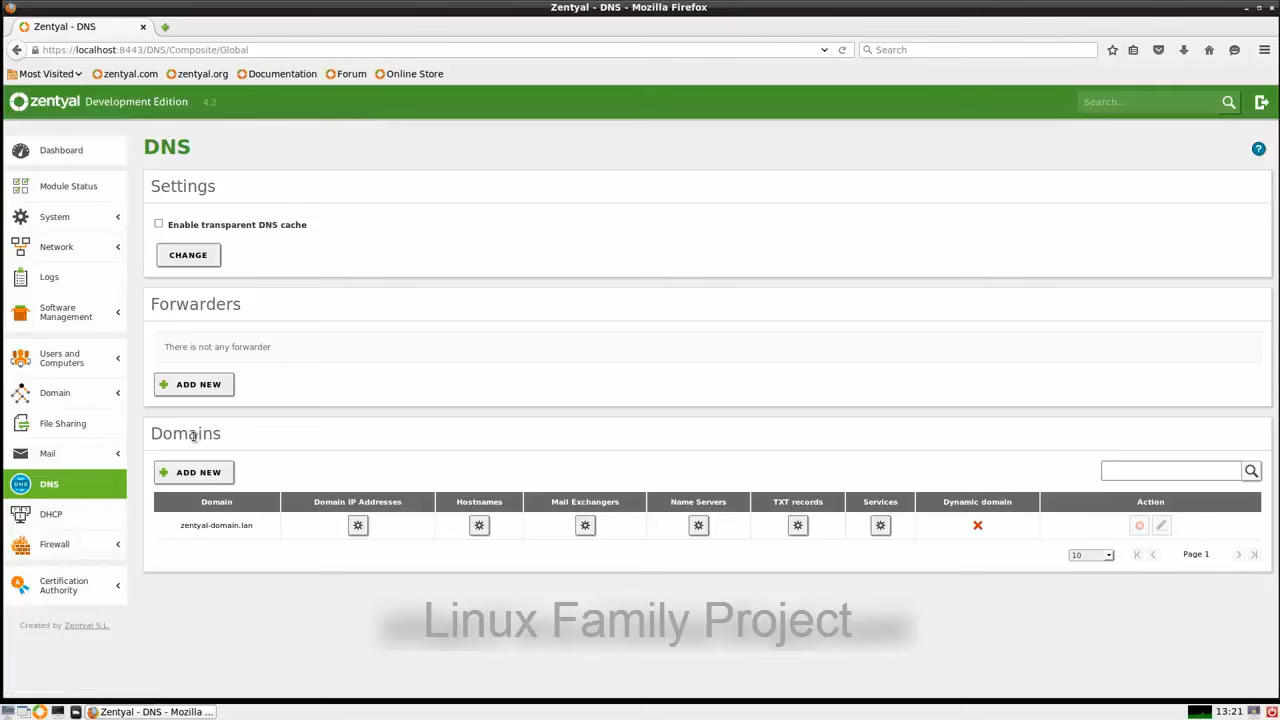 Zentyal - DNS - Mozilla Firefox
Zentyal - DNS
https://localhost:8443/DNS/Composite/Global
Search
Most Visited
zentyal.com
zentyal.org
Documentation
Forum
Online Store
zentyal Development Edition 4.2
Search...
Dashboard
Module Status
System
Network
Logs
Software
Management
Users and
Computers
Domain
File Sharing
Mail
DNS
DHCP
Firewall
Certification
Authority
Created by Zentyal S.L.
DNS
?
Settings
Enable transparent DNS cache
CHANGE
Forwarders
There is not any forwarder
ADD NEW
Domains
ADD NEW
Domain Domain IP Addresses Hostnames Mail Exchangers Name Servers TXT records Services Dynamic domain Action
zentyal-domain.lan
10
Page 1
Linux Family Project
Zentyal - DNS - Mozilla ...
13:21